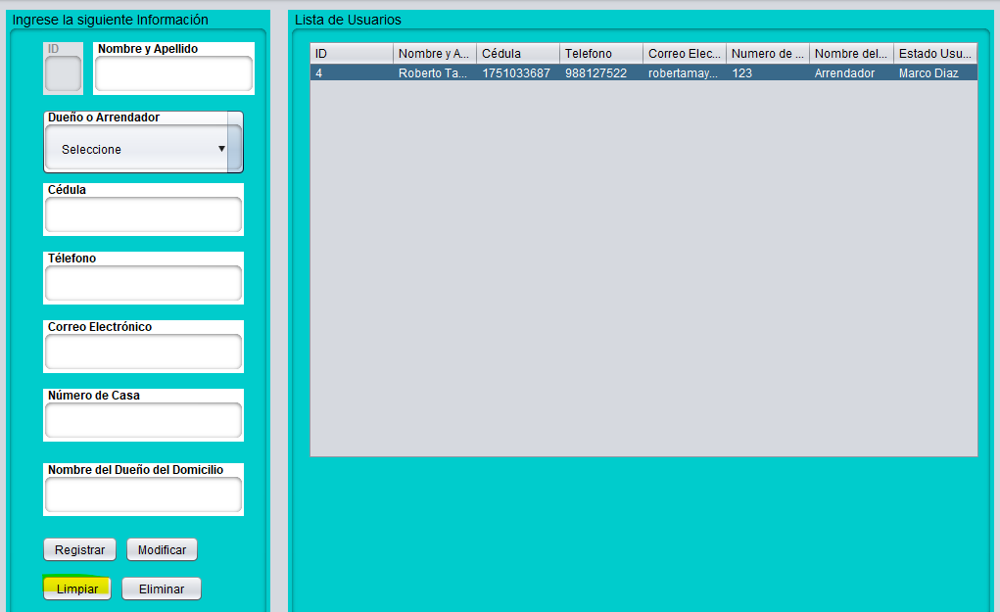 Ingrese la siguiente Información
ID
Nombre y Apellido
Dueño o Arrendador
Seleccione
Cédula
Télefono
Correo Electrónico
Número de Casa
Nombre del Dueño del Domicilio
Registrar Modificar
Limpiar Eliminar
Lista de Usuarios
ID Nombre y A... Cédula Telefono Correo Elec... Numero de ... Nombre del... Estado Usu...
4 Roberto Ta... 1751033687 988127522 robertamay... 123 Arrendador Marco Diaz